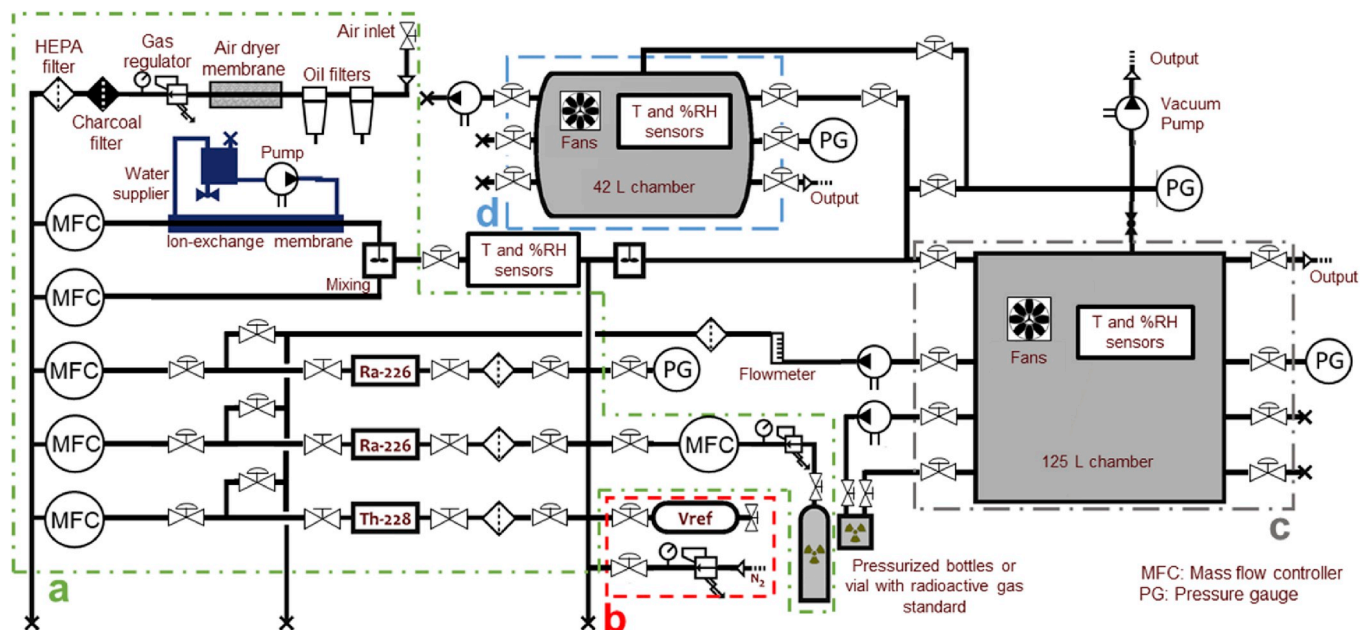 Air inlet
HEPA
filter
Gas
regulator
Air dryer
membrane
Oil filters
Charcoal
filter
Pump
Water
supplier
Ion-exchange membrane
MFC
MFC
Mixing
T and %RH
sensors
MFC
Ra-226
PG
MFC
Ra-226
MFC
MFC
Th-228
Vref
N2
a
b
Fans
T and %RH
sensors
42 L chamber
PG
Output
d
Output
Vacuum
Pump
PG
Output
Fans
T and %RH
sensors
Flowmeter
PG
125 L chamber
c
Pressurized bottles or
vial with radioactive gas
standard
MFC: Mass flow controller
PG: Pressure gauge